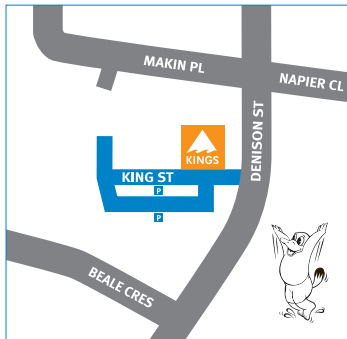 MAKIN PL
NAPIER CL
DENISON ST
KINGS
KING ST
P
P
BEALE CRES